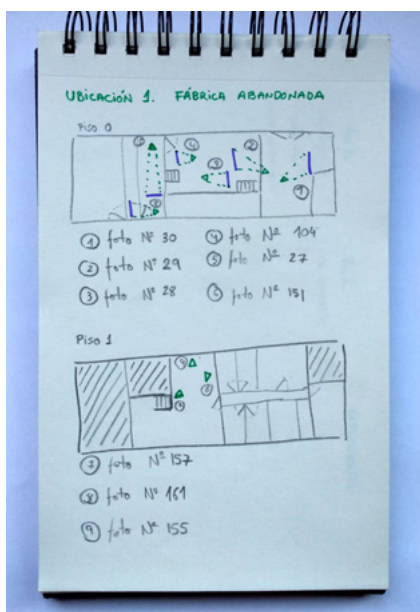 UBICACIÓN 1. FÁBRICA ABANDONADA
Piso 0
① foto Nº 30 ④ foto Nº 104
② foto Nº 29 ⑤ foto Nº 27
③ foto Nº 28 ⑥ foto Nº 151
Piso 1
⑦ foto Nº 157
⑧ foto Nº 161
⑨ foto Nº 155